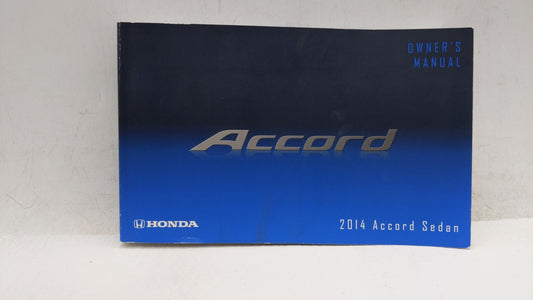 OWNER'S
MANUAL
Accord
HONDA
2014 Accord Sedan